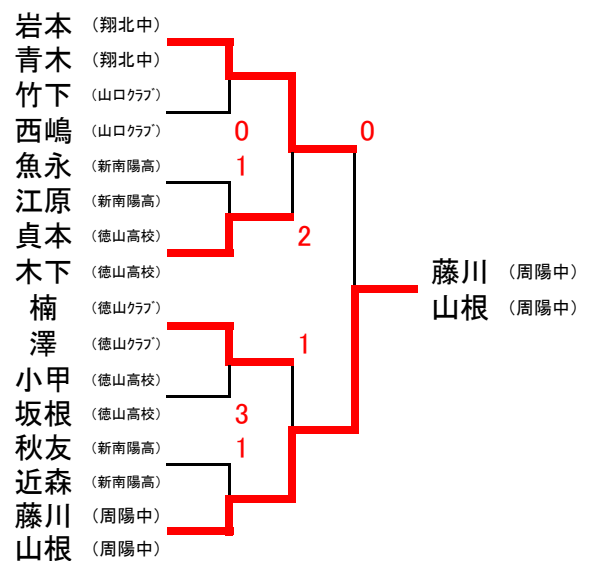 岩本 (翔北中)
青木 (翔北中)
竹下 (山口クラブ)
西嶋 (山口クラブ) 0 0
魚永 (新南陽高) 1
江原 (新南陽高)
貞本 (徳山高校) 2
木下 (徳山高校) 藤川 (周陽中)
楠 (徳山クラブ) 山根 (周陽中)
澤 (徳山クラブ) 1
小甲 (徳山高校)
坂根 (徳山高校) 3
秋友 (新南陽高) 1
近森 (新南陽高)
藤川 (周陽中)
山根 (周陽中)